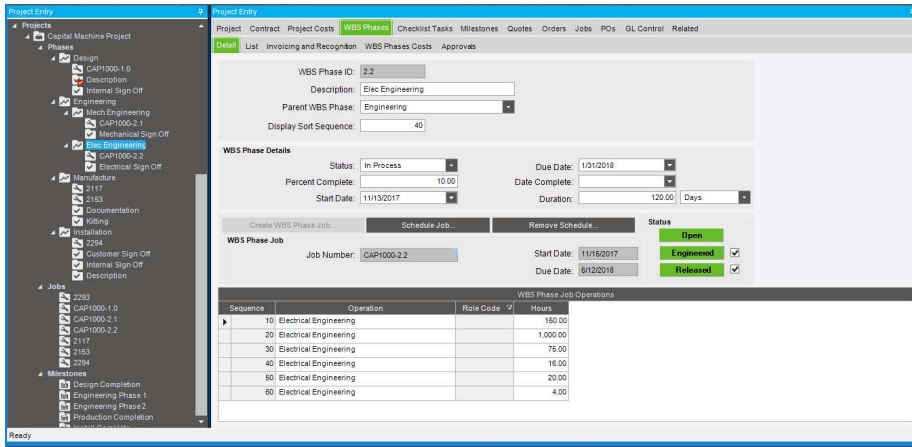 Project Entry
Projects
Capital Machine Project
Phases
Design
CAP1000-1.0
Description
Internal Sign Off
Engineering
Mech Engineering
CAP1000-2.1
Mechanical Sign Off
Elec Engineering
CAP1000-2.2
Electrical Sign Off
Manufacture
2117
2153
Documentation
Kitting
Installation
2294
Customer Sign Off
Internal Sign Off
Description
Jobs
2293
CAP1000-1.0
CAP1000-2.1
CAP1000-2.2
2117
2153
2294
Milestones
Design Completion
Engineering Phase 1
Engineering Phase 2
Production Completion
Install Complete
Project Entry
Project Contract Project Costs WBS Phases Checklist Tasks Milestones Quotes Orders Jobs POs GL Control Related
Detail List Invoicing and Recognition WBS Phases Costs Approvals
WBS Phase ID: 2.2
Description: Elec Engineering
Parent WBS Phase: Engineering
Display Sort Sequence: 40
WBS Phase Details
Status: In Process Due Date: 1/31/2018
Percent Complete: 10.00 Date Complete:
Start Date: 11/13/2017 Duration: 120.00 Days
Create WBS Phase Job... Schedule Job... Remove Schedule... Status
Open
WBS Phase Job
Job Number: CAP1000-2.2 Start Date: 11/15/2017 Engineered
Due Date: 6/12/2018 Released
WBS Phase Job Operations
Sequence Operation Role Code Hours
10 Electrical Engineering 150.00
20 Electrical Engineering 1,000.00
30 Electrical Engineering 75.00
40 Electrical Engineering 16.00
50 Electrical Engineering 20.00
60 Electrical Engineering 4.00
Ready